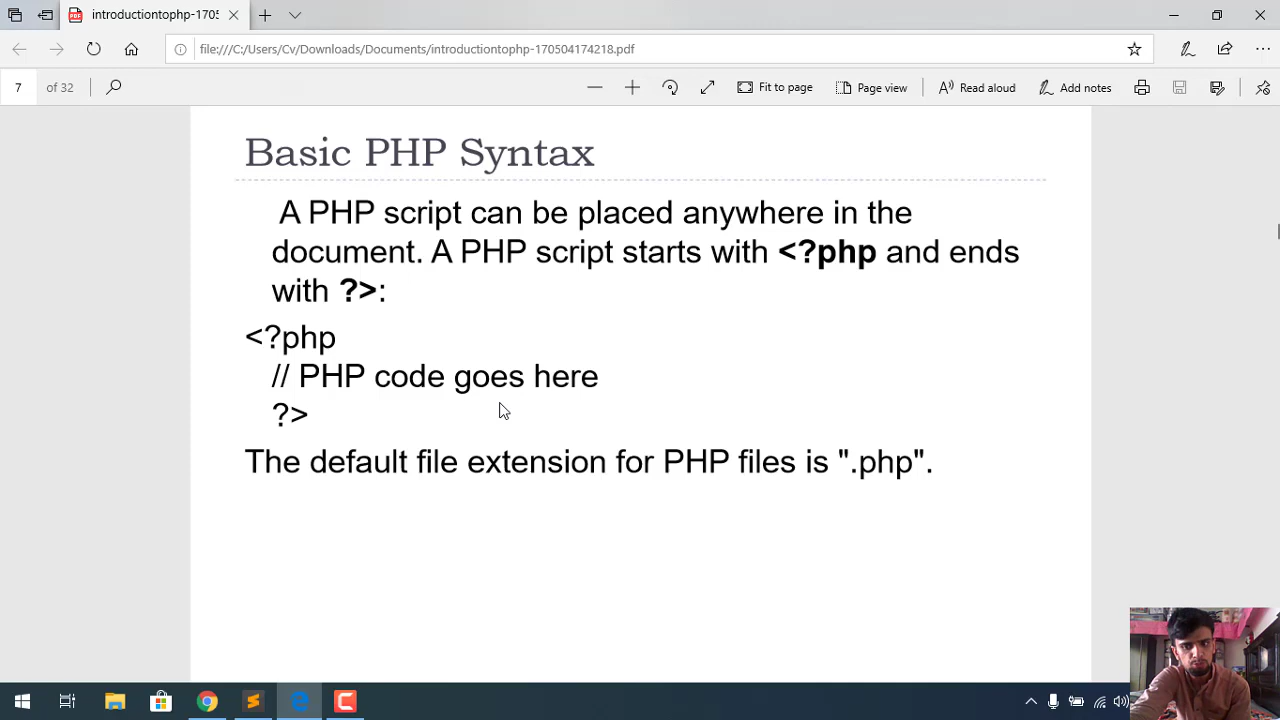 introductiontophp-1705
file:///C:/Users/Cv/Downloads/Documents/introductiontophp-170504174218.pdf
7 of 32 Fit to page Page view Read aloud Add notes
Basic PHP Syntax
A PHP script can be placed anywhere in the
document. A PHP script starts with <?php and ends
with ?>:
<?php
// PHP code goes here
?>
The default file extension for PHP files is ".php".